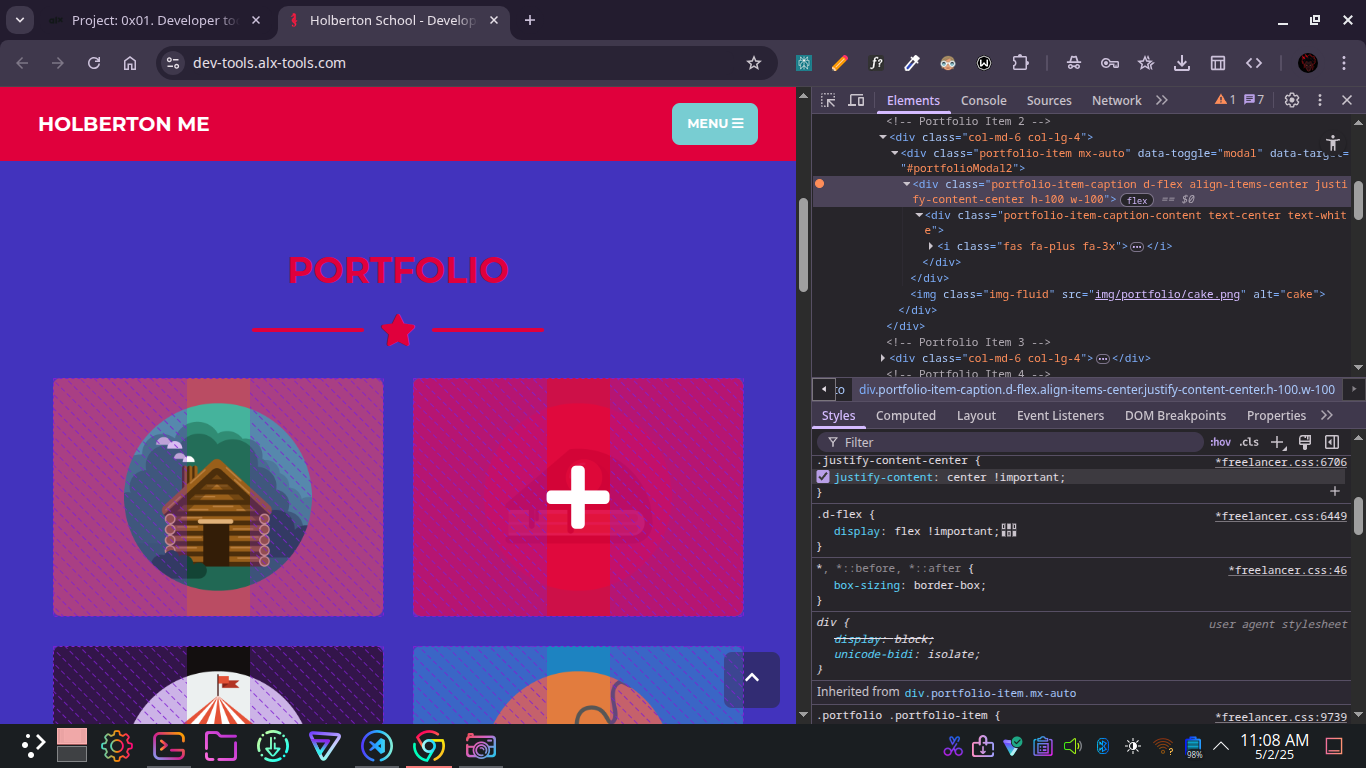 Project: 0x01. Developer to
Holberton School - Develop
dev-tools.alx-tools.com
HOLBERTON ME
MENU
PORTFOLIO
Elements
Console
Sources
Network
1
7
<!-- Portfolio Item 2 -->
<div class="col-md-6 col-lg-4">
<div class="portfolio-item mx-auto" data-toggle="modal" data-target=
"#portfolioModal2">
<div class="portfolio-item-caption d-flex align-items-center justi
fy-content-center h-100 w-100"> flex == $0
<div class="portfolio-item-caption-content text-center text-whit
e">
<i class="fas fa-plus fa-3x">…</i>
</div>
</div>
<img class="img-fluid" src="img/portfolio/cake.png" alt="cake">
</div>
</div>
<!-- Portfolio Item 3 -->
<div class="col-md-6 col-lg-4">…</div>
<!-- Portfolio Item 4 -->
co
div.portfolio-item-caption.d-flex.align-items-center.justify-content-center.h-100.w-100
Styles
Computed
Layout
Event Listeners
DOM Breakpoints
Properties
Filter
:hov
.cls
.justify-content-center {
*freelancer.css:6706
justify-content: center !important;
}
.d-flex {
*freelancer.css:6449
display: flex !important;
}
*, *::before, *::after {
*freelancer.css:46
box-sizing: border-box;
}
div {
user agent stylesheet
display: block;
unicode-bidi: isolate;
}
Inherited from div.portfolio-item.mx-auto
.portfolio .portfolio-item {
*freelancer.css:9739
98%
11:08 AM
5/2/25